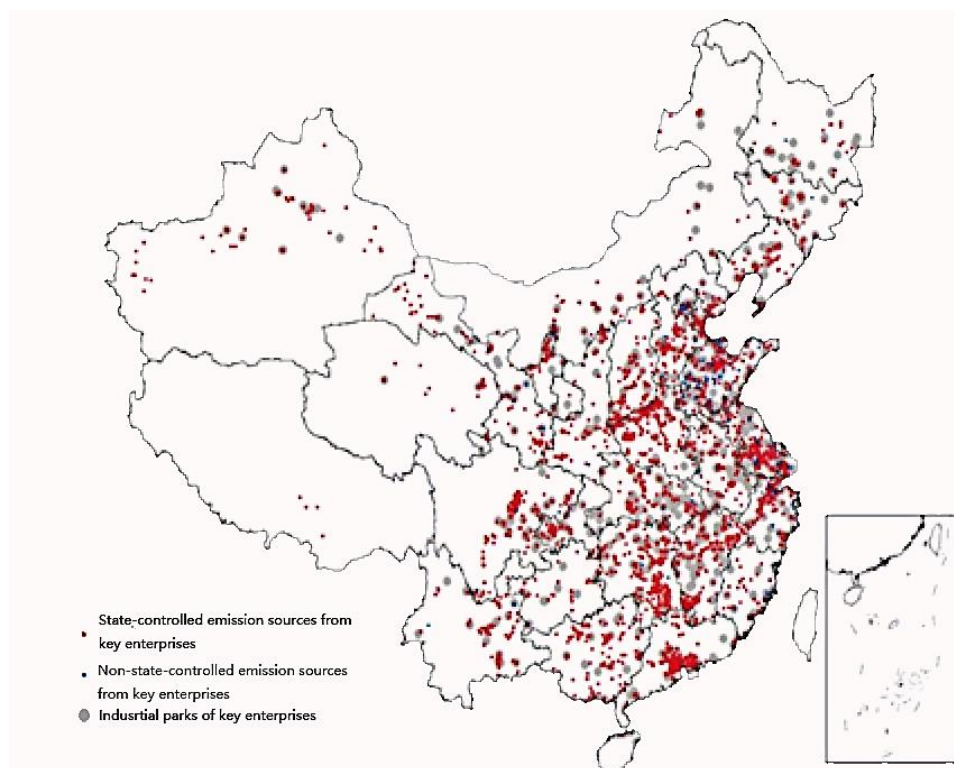 State-controlled emission sources from
key enterprises
Non-state-controlled emission sources
from key enterprises
Indusrtial parks of key enterprises